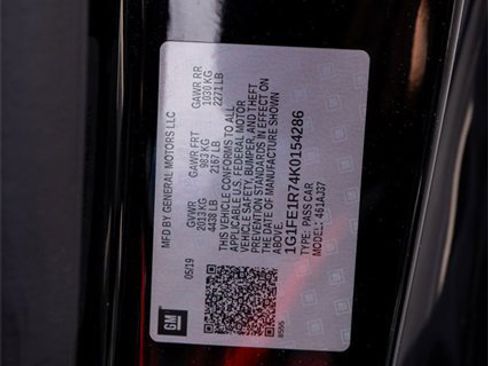 GM
05/19 MFD BY GENERAL MOTORS LLC
GVWR GAWR FRT GAWR RR
2013 KG 983 KG 1030 KG
4438 LB 2167 LB 2271 LB
THIS VEHICLE CONFORMS TO ALL
APPLICABLE U.S. FEDERAL MOTOR
VEHICLE SAFETY, BUMPER, AND THEFT
PREVENTION STANDARDS IN EFFECT ON
THE DATE OF MANUFACTURE SHOWN
ABOVE.
1G1FE1R74K0154286
TYPE: PASS CAR
MODEL: 461AJ37